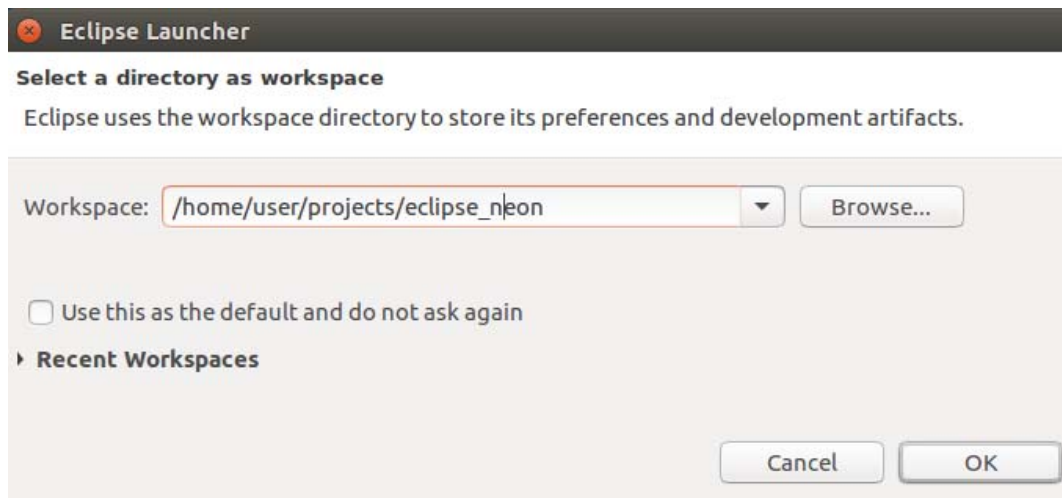 Eclipse Launcher
Select a directory as workspace
Eclipse uses the workspace directory to store its preferences and development artifacts.
Workspace: /home/user/projects/eclipse_neon Browse...
Use this as the default and do not ask again
Recent Workspaces
Cancel OK